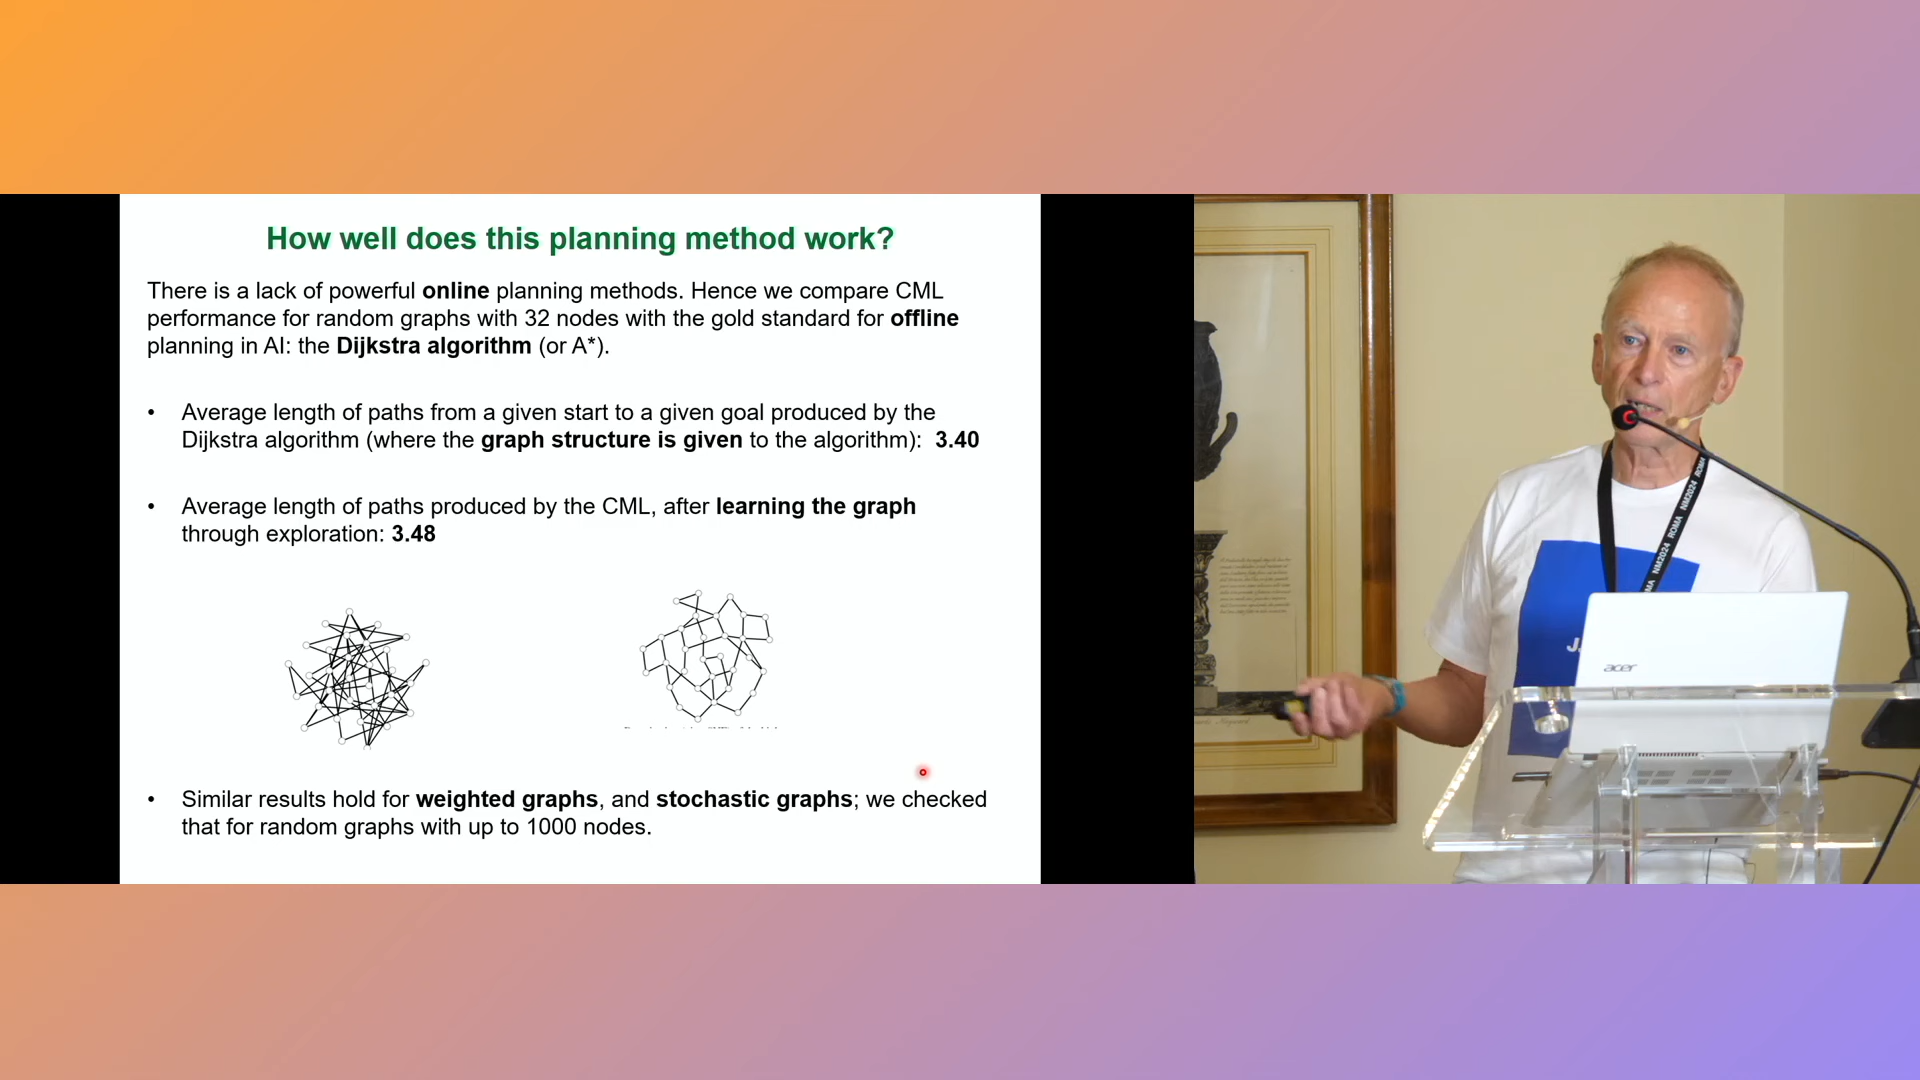 How well does this planning method work?
There is a lack of powerful online planning methods. Hence we compare CML
performance for random graphs with 32 nodes with the gold standard for offline
planning in AI: the Dijkstra algorithm (or A*).
• Average length of paths from a given start to a given goal produced by the
Dijkstra algorithm (where the graph structure is given to the algorithm): 3.40
• Average length of paths produced by the CML, after learning the graph
through exploration: 3.48
• Similar results hold for weighted graphs, and stochastic graphs; we checked
that for random graphs with up to 1000 nodes.
NM2024 ROMA
NM2024 ROMA
acer